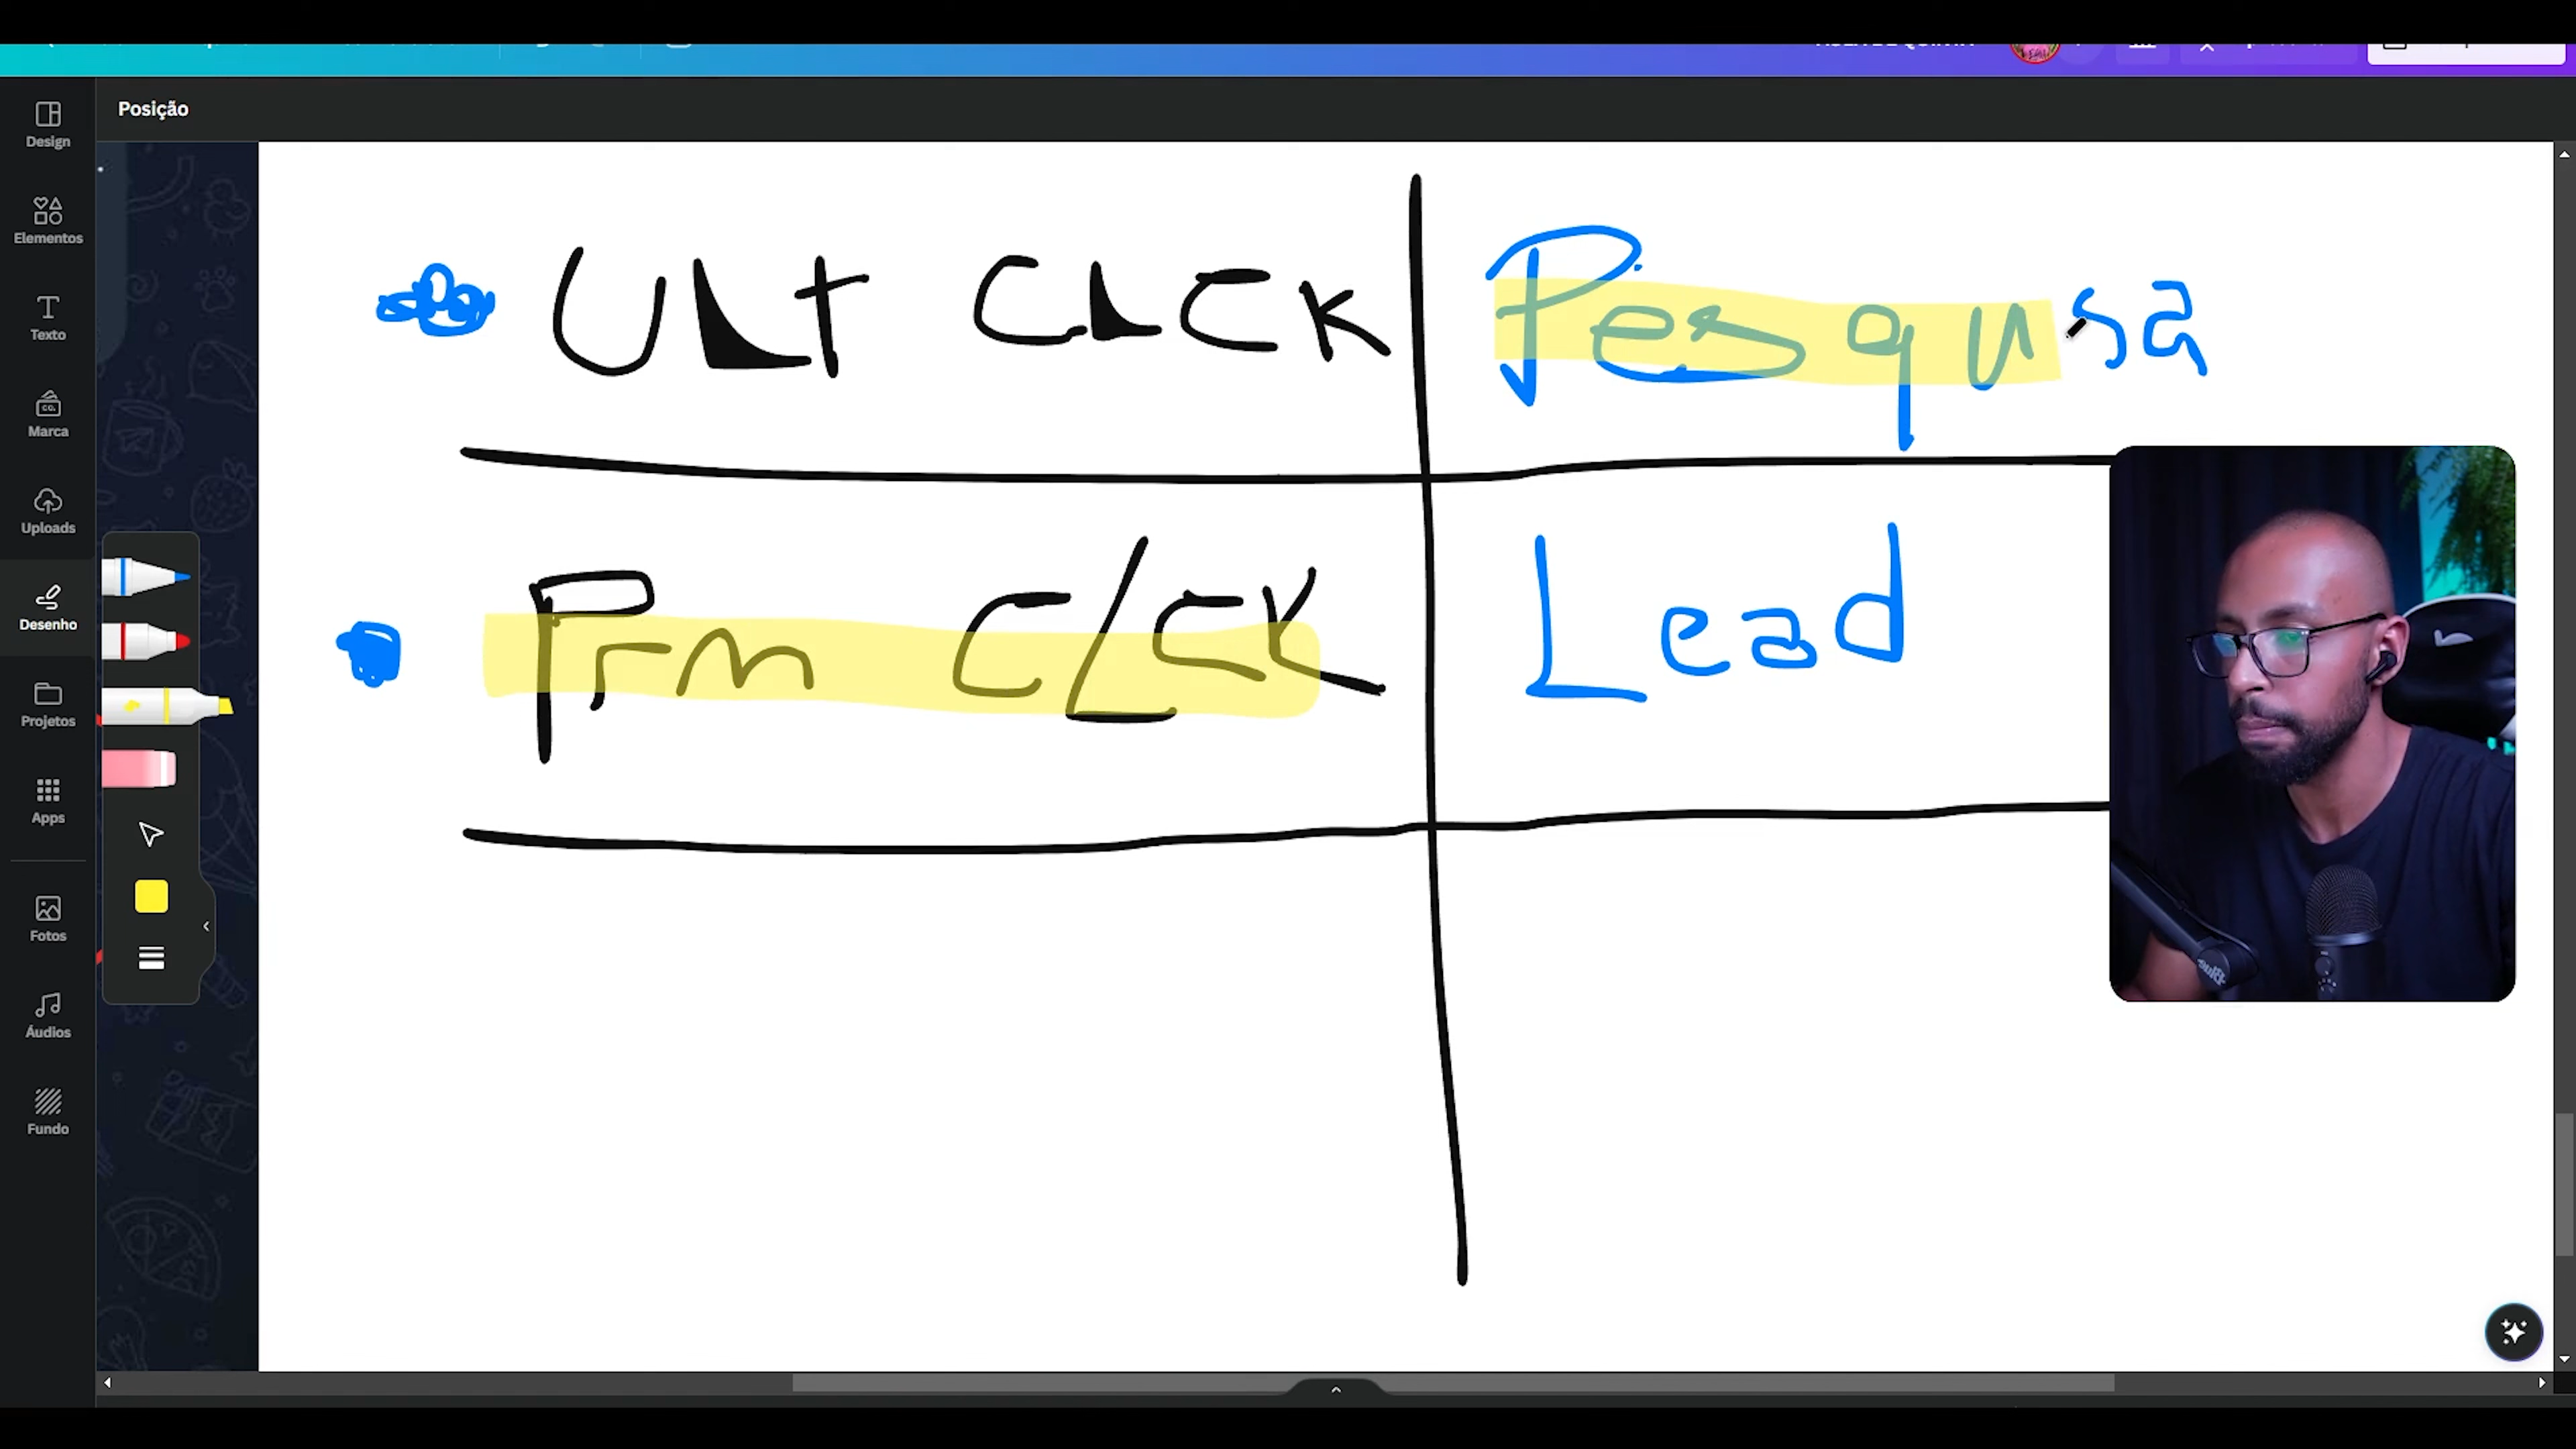 Posição
Design
Elementos
Texto
Marca
Uploads
Desenho
Projetos
Apps
Fotos
Áudios
Fundo
ULT CLCK
Pesqusa
Prm CLCK
Lead